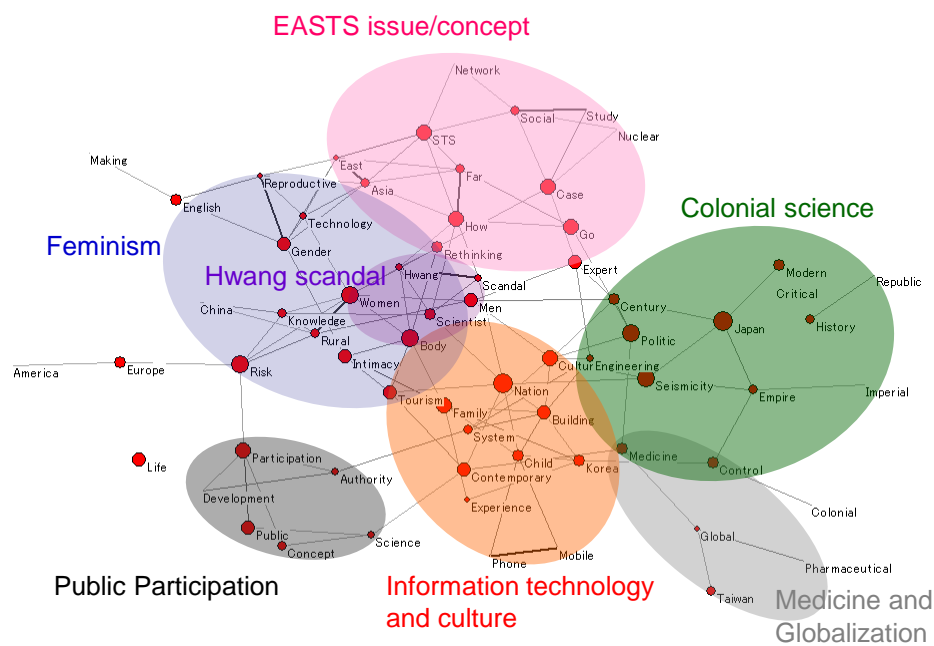 EASTS issue/concept
Network
Social
Study
STS
Nuclear
Making
East
Far
Reproductive
Asia
Case
English
Technology
How
Colonial science
Gender
Go
Feminism
Rethinking
Hwang scandal
Hwang
Expert
Modern
Scandal
Critical
Republic
Women
Men
Century
China
Knowledge
Scientist
Japan
History
Rural
Body
Politic
Intimacy
America
Europe
Risk
CulturEngineering
Seismicity
Nation
Empire
Imperial
Tourism
Family
Building
System
Participation
Child
Korea
Medicine
Control
Life
Authority
Contemporary
Development
Experience
Colonial
Public
Science
Global
Concept
Mobile
Phone
Pharmaceutical
Public Participation
Information technology
and culture
Taiwan
Medicine and
Globalization